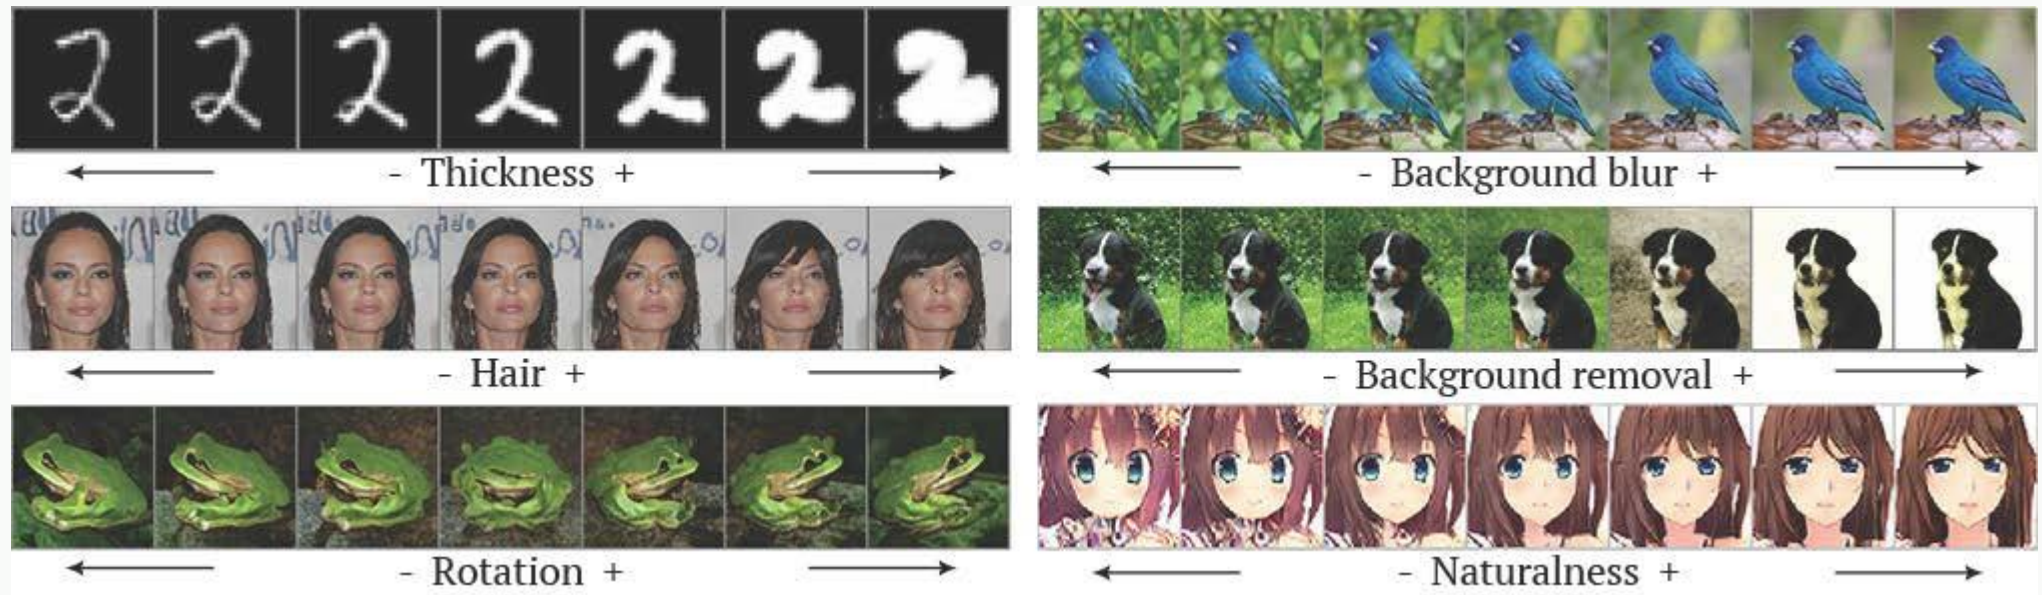 - Thickness +
- Background blur +
- Hair +
- Background removal +
- Rotation +
- Naturalness +